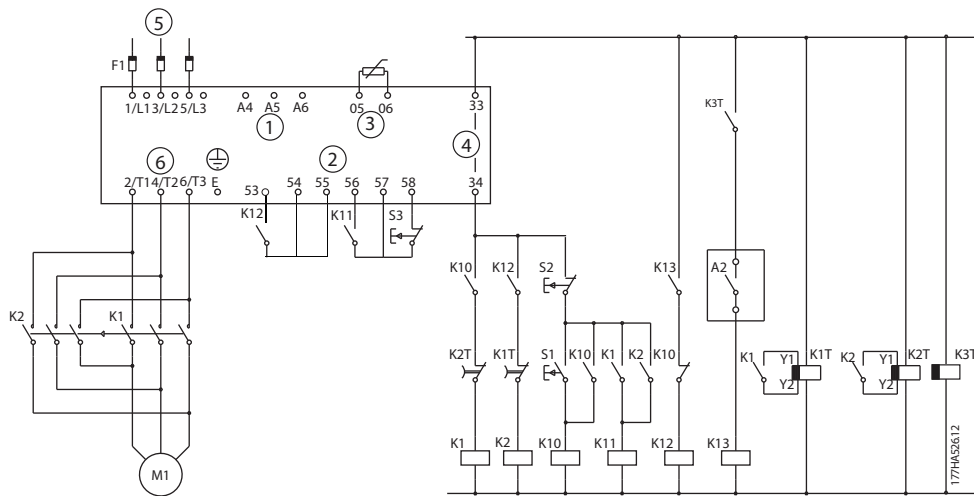 5
F1
1/L1 3/L2 5/L3
A4 A5 A6
05 06
33
1
3
4
6
2
2/T1 4/T2 6/T3
E
53 54 55 56 57 58
34
K12
K11
S3
K3T
K10
K12
S2
K13
A2
K2
K1
K2T
K1T
S1
K10
K1
K2
K10
K1
Y1
K1T
Y2
K2
Y1
K2T
Y2
K3T
K1
K2
K10
K11
K12
K13
M1
177HA526.12